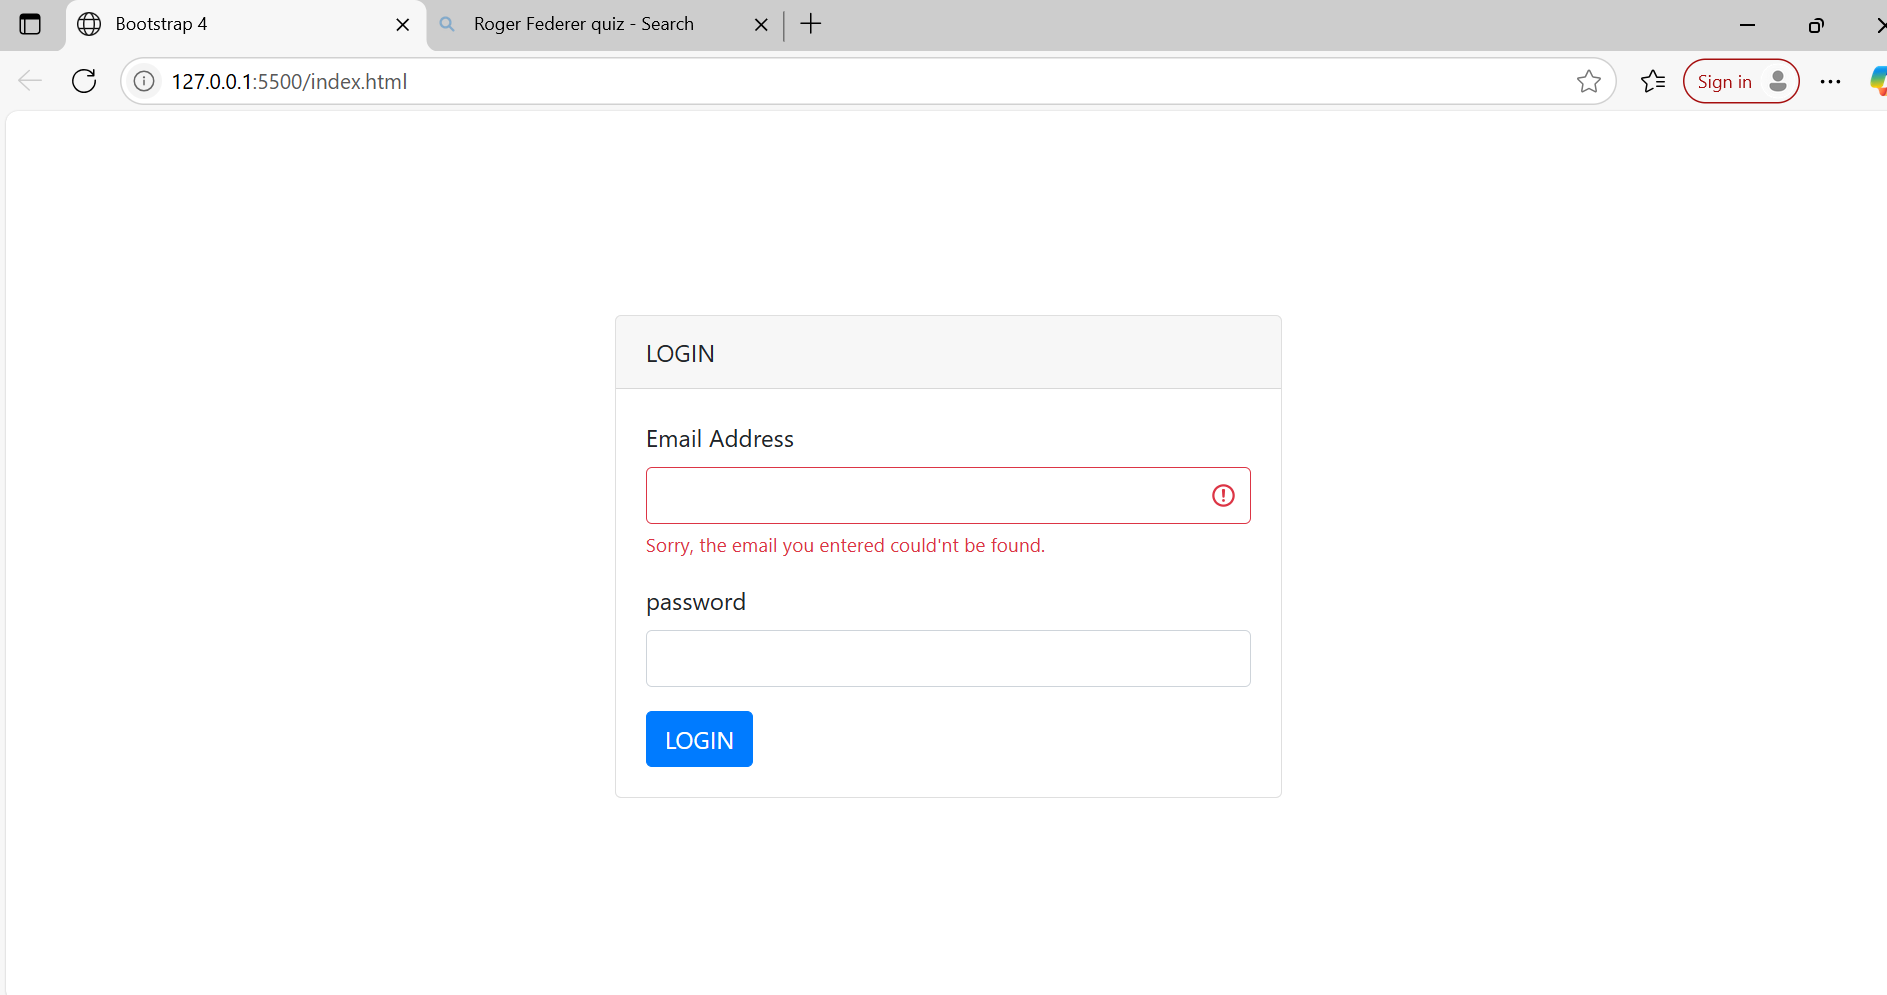 Bootstrap 4
Roger Federer quiz - Search
127.0.0.1:5500/index.html
Sign in
LOGIN
Email Address
Sorry, the email you entered could'nt be found.
password
LOGIN